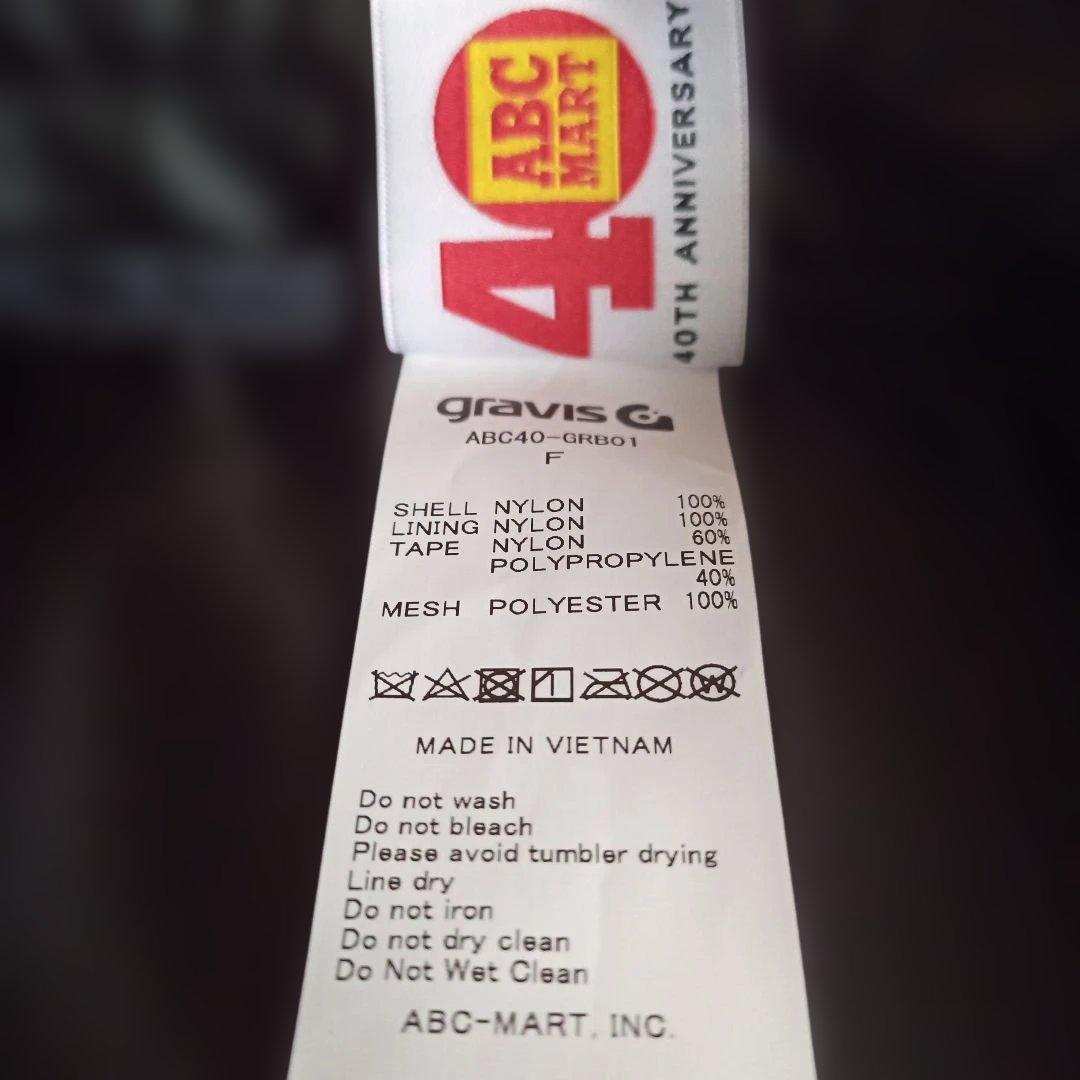 ABC
MART
40
40TH ANNIVERSARY
gravis
ABC40-GRB01
F
SHELL NYLON 100%
LINING NYLON 100%
TAPE NYLON 60%
POLYPROPYLENE
40%
MESH POLYESTER 100%
W
MADE IN VIETNAM
Do not wash
Do not bleach
Please avoid tumbler drying
Line dry
Do not iron
Do not dry clean
Do Not Wet Clean
ABC-MART, INC.